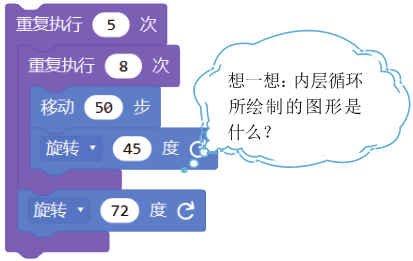 重复执行 5 次
重复执行 8 次
移动 50 步
旋转 45 度
旋转 72 度
想一想：内层循环
所绘制的图形是
什么？